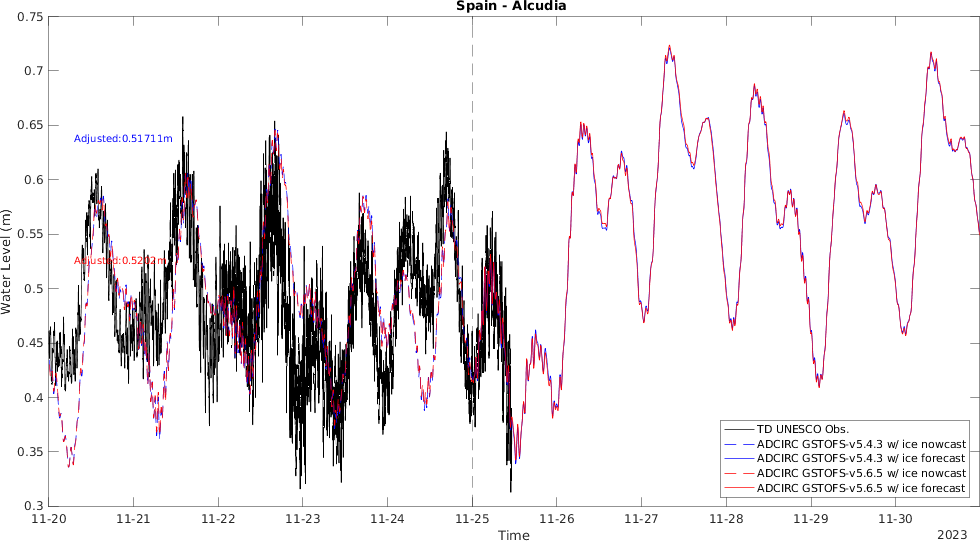 Spain - Alcudia
0.75
0.7
0.65
0.6
0.55
0.5
0.45
0.4
0.35
0.3
Water Level (m)
Adjusted:0.51711m
TD UNESCO Obs.
ADCIRC GSTOFS-v5.4.3 w/ ice nowcast
ADCIRC GSTOFS-v5.4.3 w/ ice forecast
ADCIRC GSTOFS-v5.6.5 w/ ice nowcast
ADCIRC GSTOFS-v5.6.5 w/ ice forecast
11-20 11-21 11-22 11-23 11-24 11-25 11-26 11-27 11-28 11-29 11-30
Time
2023